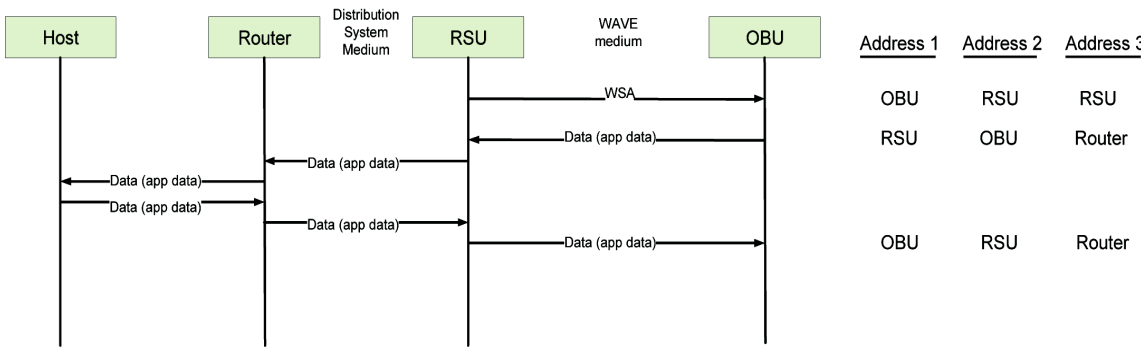 Distribution
System
Medium
WAVE
medium
Host
Router
RSU
OBU
Address 1 Address 2 Address 3
WSA
OBU RSU RSU
Data (app data)
RSU OBU Router
Data (app data)
Data (app data)
Data (app data)
Data (app data)
Data (app data)
OBU RSU Router